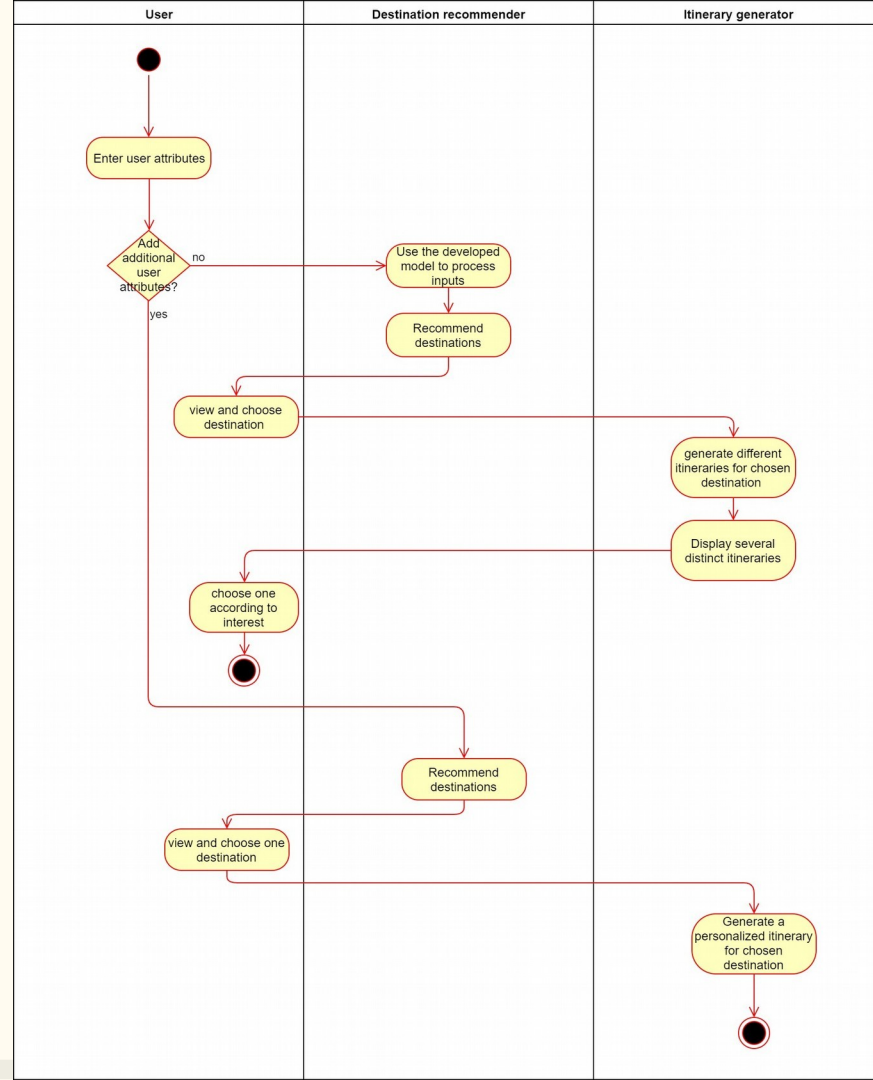 User
Destination recommender
Itinerary generator
Enter user attributes
Add
additional
user
attributes?
no
yes
Use the developed
model to process
inputs
Recommend
destinations
view and choose
destination
generate different
itineraries for chosen
destination
Display several
distinct itineraries
choose one
according to
interest
Recommend
destinations
view and choose one
destination
Generate a
personalized itinerary
for chosen
destination